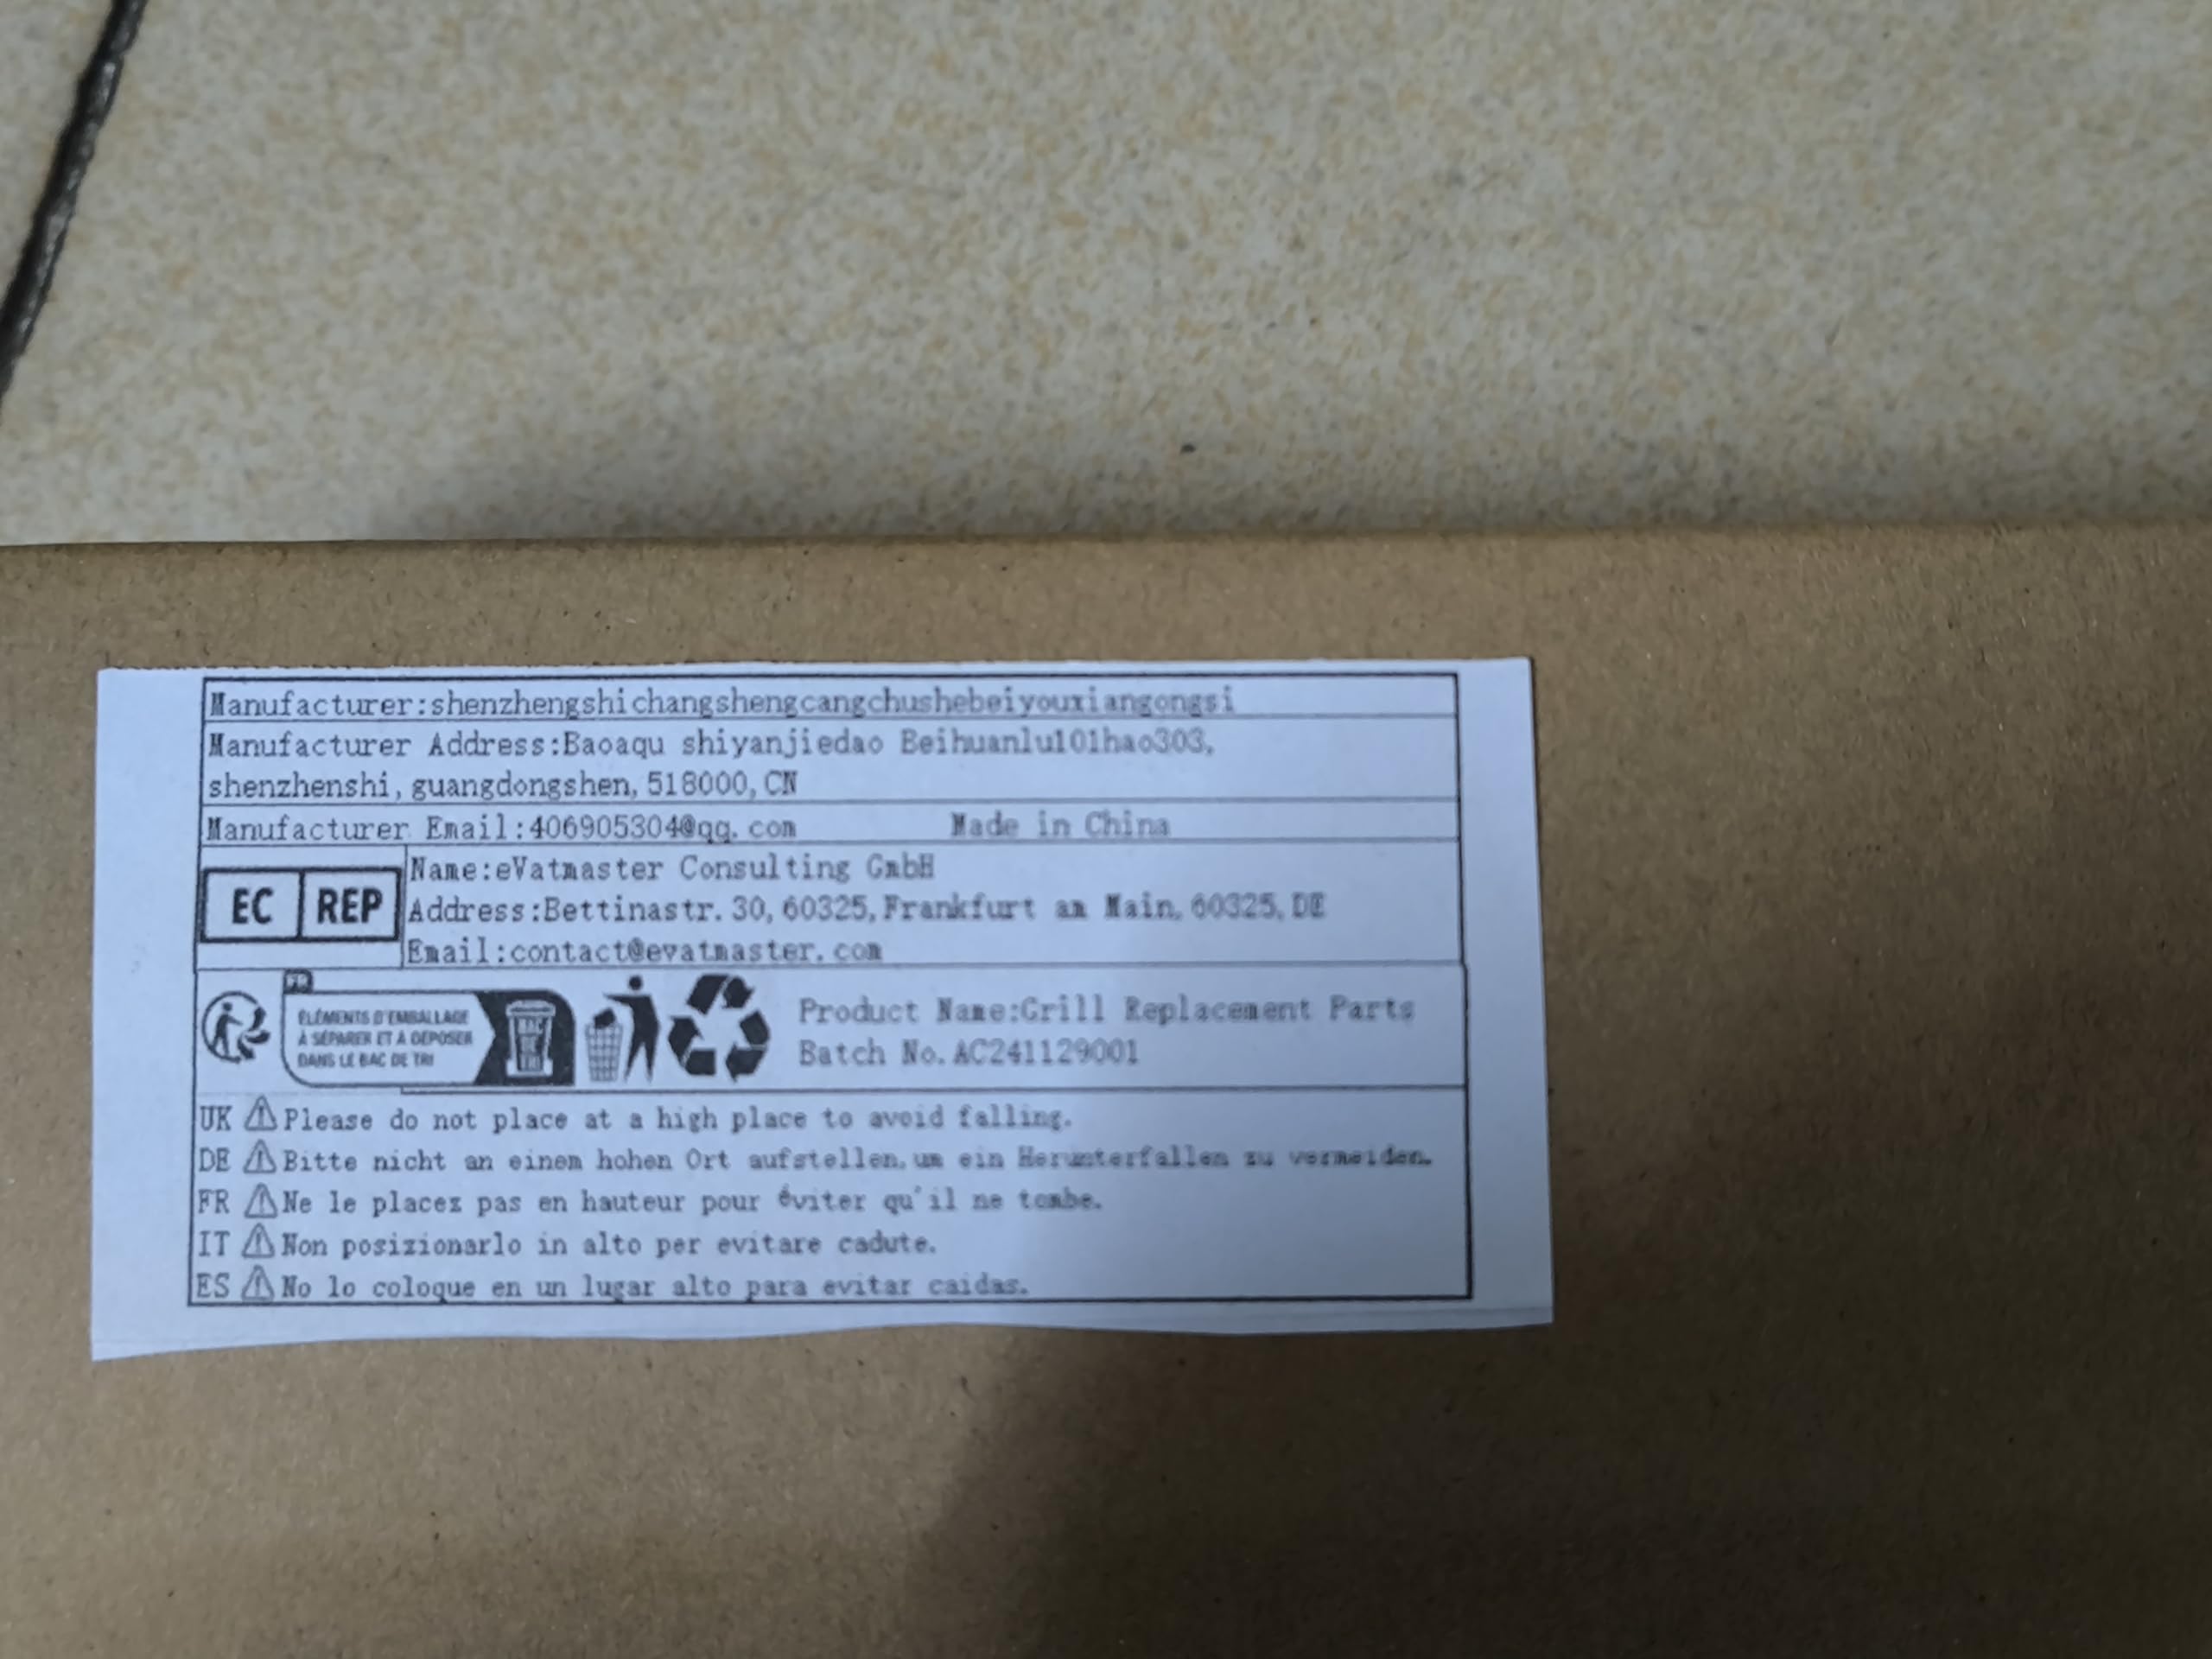 Manufacturer:shenzhengshichangshengcangchushebeiyouxiangongsi
Manufacturer Address:Baoaqu shiyanjiedao Beihuanlu101hao303,
shenzhenshi, guangdongshen, 518000, CN
Manufacturer Email:406905304@qq.com Made in China
EC REP
Name:eVatmaster Consulting GmbH
Address:Bettinastr. 30, 60325, Frankfurt am Main, 60325, DE
Email:contact@evatmaster.com
FR
ÉLÉMENTS D'EMBALLAGE
À SÉPARER ET À DÉPOSER
DANS LE BAC DE TRI
Product Name:Grill Replacement Parts
Batch No. AC241129001
UK Please do not place at a high place to avoid falling.
DE Bitte nicht an einem hohen Ort aufstellen, um ein Herunterfallen zu vermeiden.
FR Ne le placez pas en hauteur pour éviter qu'il ne tombe.
IT Non posizionarlo in alto per evitare cadute.
ES No lo coloque en un lugar alto para evitar caidas.